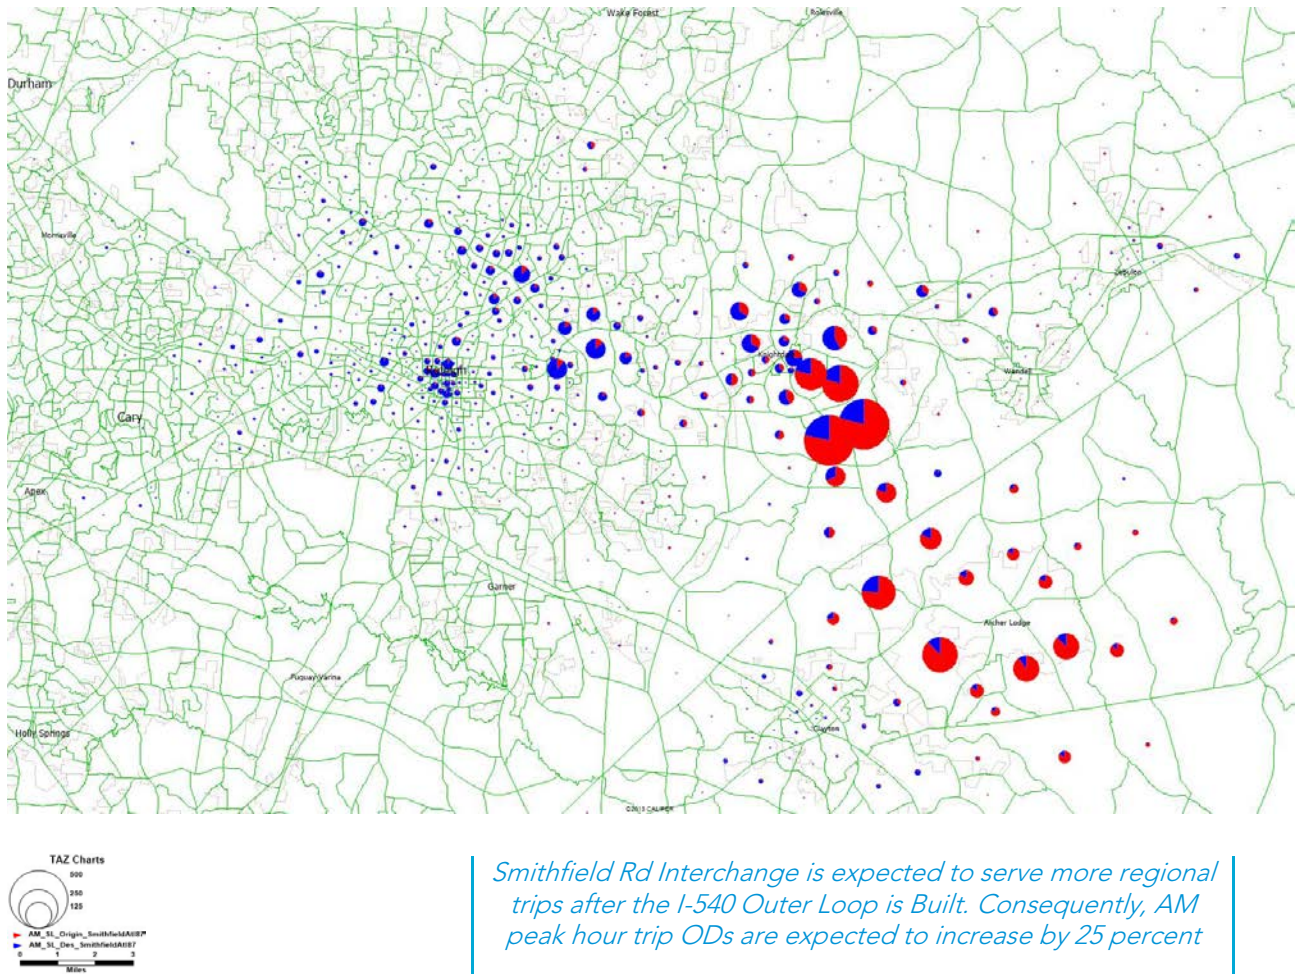 Wake Forest
Rolesville
Durham
Morrisville
Zebulon
Knightdale
Raleigh
Wendell
Cary
Apex
Garner
Archer Lodge
Fuquay-Varina
Holly Springs
Clayton
©2013 CALIPER
TAZ Charts
500
250
125
AM_SL_Origin_SmithfieldAtI87
AM_SL_Des_SmithfieldAtI87
0 1 2 3
Miles
Smithfield Rd Interchange is expected to serve more regional
trips after the I-540 Outer Loop is Built. Consequently, AM
peak hour trip ODs are expected to increase by 25 percent